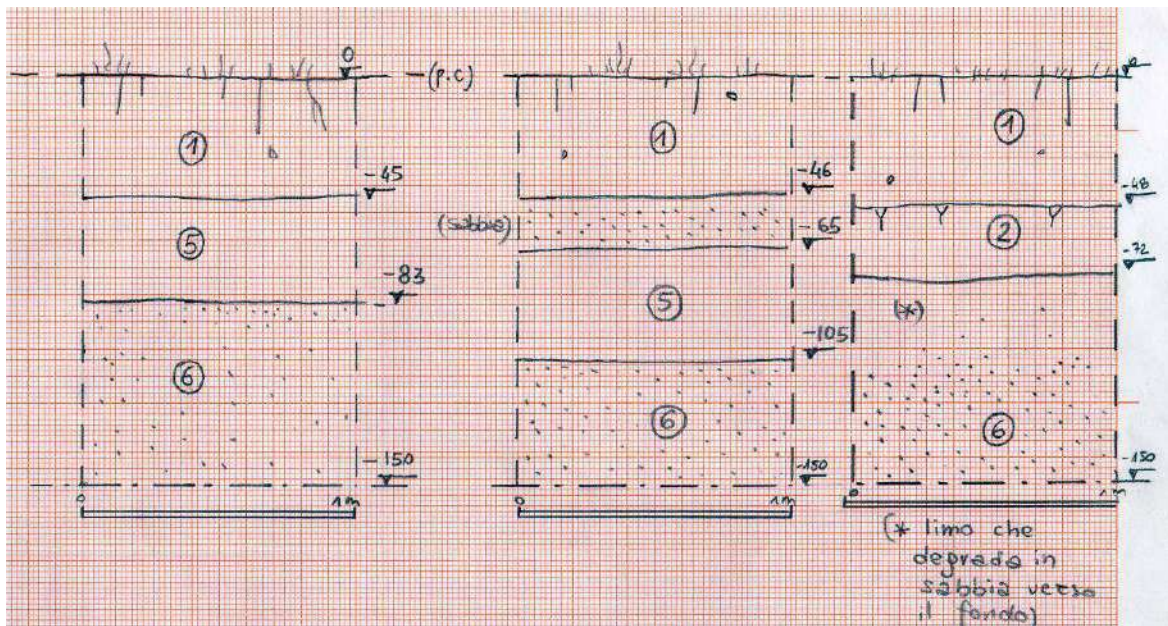 0
(p.c)
1
-45
5
-83
6
-150
0
1m
1
-46
(sabbia)
-65
5
-105
6
-150
0
1m
0
1
-48
2
-72
(*)
6
-150
0
1m
(* limo che
degrada in
sabbia verso
il fondo)